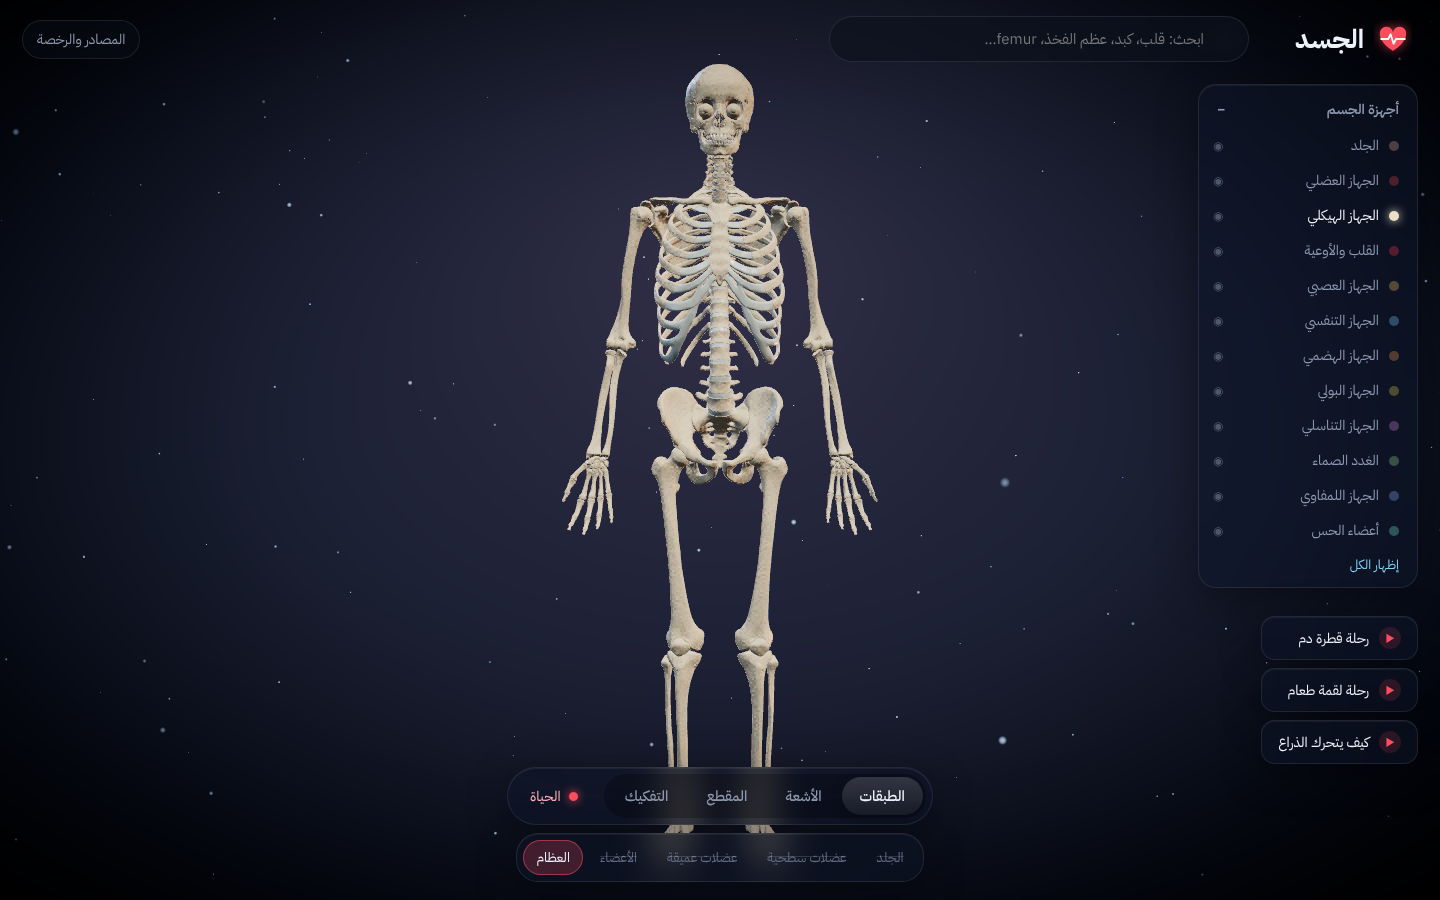 الجسد
ابحث: قلب، كبد، عظم الفخذ، femur...
المصادر والرخصة
أجهزة الجسم
الجلد
الجهاز العضلي
الجهاز الهيكلي
القلب والأوعية
الجهاز العصبي
الجهاز التنفسي
الجهاز الهضمي
الجهاز البولي
الجهاز التناسلي
الغدد الصماء
الجهاز اللمفاوي
أعضاء الحس
إظهار الكل
رحلة قطرة دم
رحلة لقمة طعام
كيف يتحرك الذراع
الطبقات الأشعة المقطع التفكيك الحياة
الجلد عضلات سطحية عضلات عميقة الأعضاء العظام